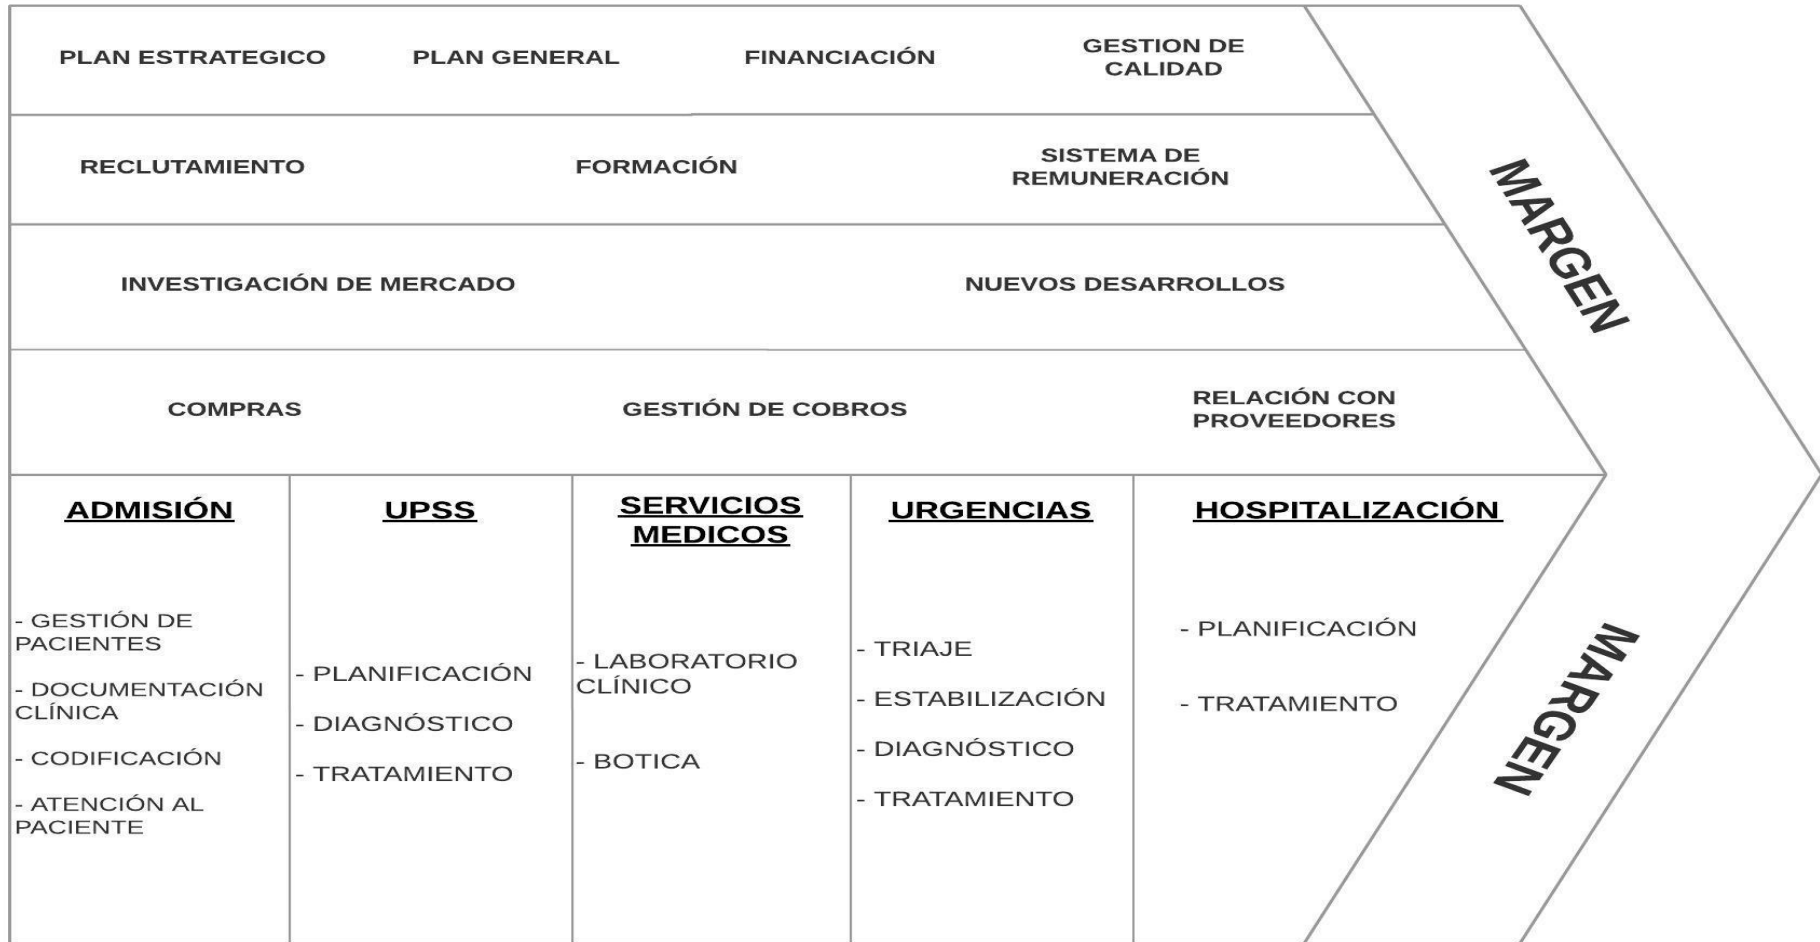 PLAN ESTRATEGICO
PLAN GENERAL
FINANCIACIÓN
GESTION DE
CALIDAD
RECLUTAMIENTO
FORMACIÓN
SISTEMA DE
REMUNERACIÓN
INVESTIGACIÓN DE MERCADO
NUEVOS DESARROLLOS
COMPRAS
GESTIÓN DE COBROS
RELACIÓN CON
PROVEEDORES
MARGEN
ADMISIÓN
- GESTIÓN DE
PACIENTES
- DOCUMENTACIÓN
CLÍNICA
- CODIFICACIÓN
- ATENCIÓN AL
PACIENTE
UPSS
- PLANIFICACIÓN
- DIAGNÓSTICO
- TRATAMIENTO
SERVICIOS
MEDICOS
- LABORATORIO
CLÍNICO
- BOTICA
URGENCIAS
- TRIAJE
- ESTABILIZACIÓN
- DIAGNÓSTICO
- TRATAMIENTO
HOSPITALIZACIÓN
- PLANIFICACIÓN
- TRATAMIENTO
MARGEN